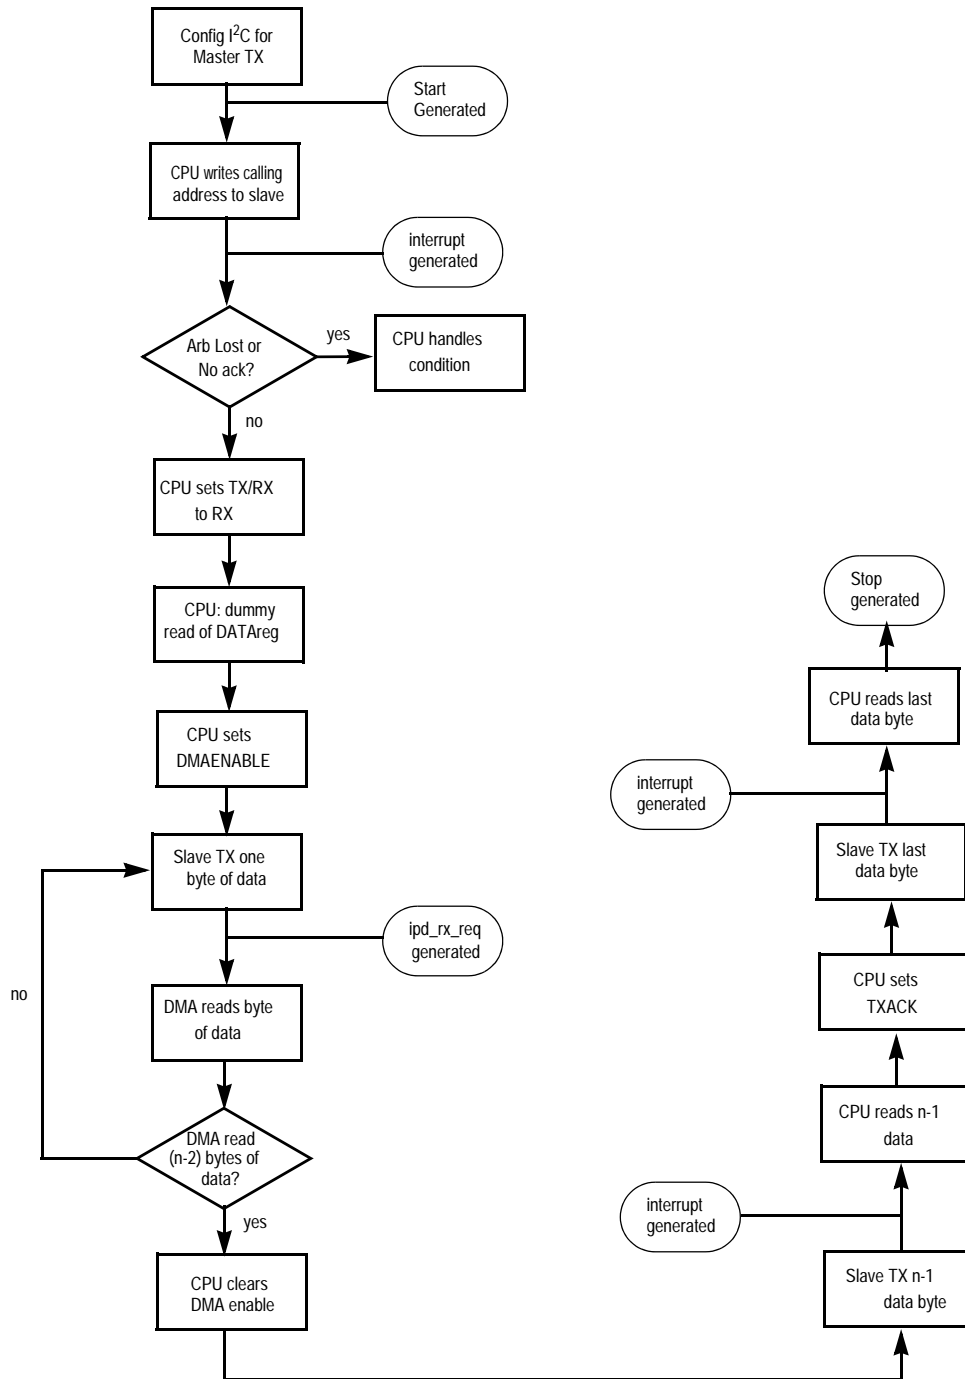 Config I²C for
Master TX
Start
Generated
CPU writes calling
address to slave
interrupt
generated
Arb Lost or
No ack?
yes
CPU handles
condition
no
CPU sets TX/RX
to RX
CPU: dummy
read of DATAreg
CPU sets
DMAENABLE
Slave TX one
byte of data
ipd_rx_req
generated
no
DMA reads byte
of data
DMA read
(n-2) bytes of
data?
yes
CPU clears
DMA enable
Slave TX n-1
data byte
interrupt
generated
CPU reads n-1
data
CPU sets
TXACK
Slave TX last
data byte
interrupt
generated
CPU reads last
data byte
Stop
generated